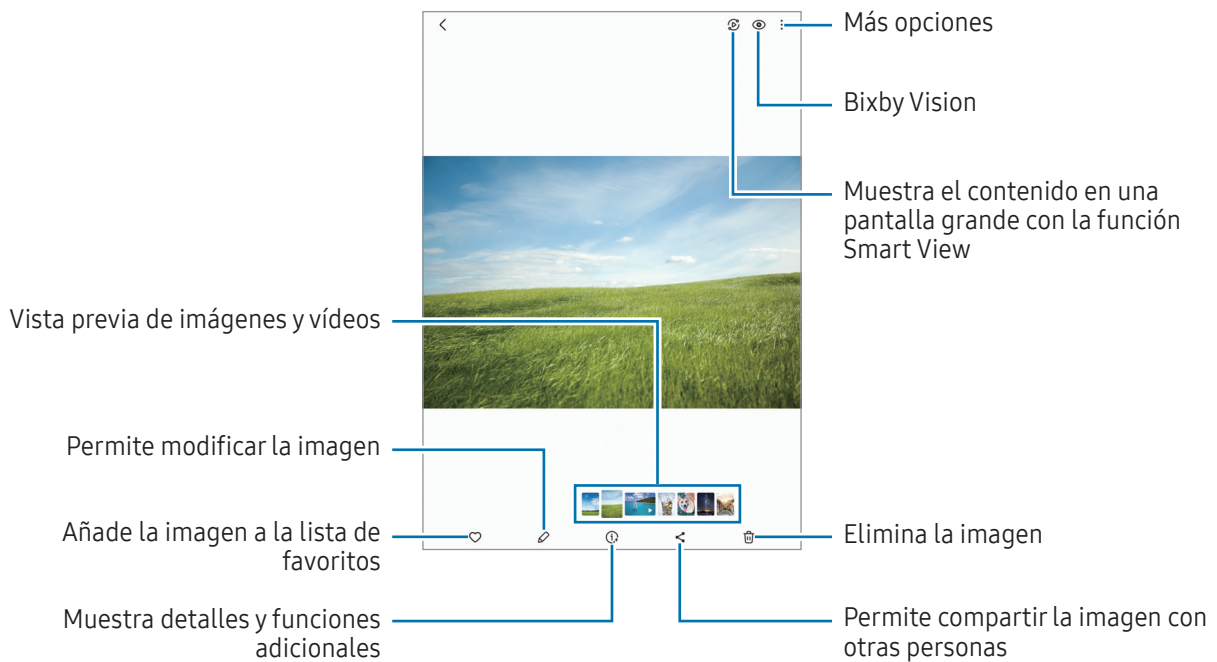 Más opciones
Bixby Vision
Muestra el contenido en una
pantalla grande con la función
Smart View
Vista previa de imágenes y vídeos
Permite modificar la imagen
Añade la imagen a la lista de
favoritos
Elimina la imagen
Muestra detalles y funciones
adicionales
Permite compartir la imagen con
otras personas